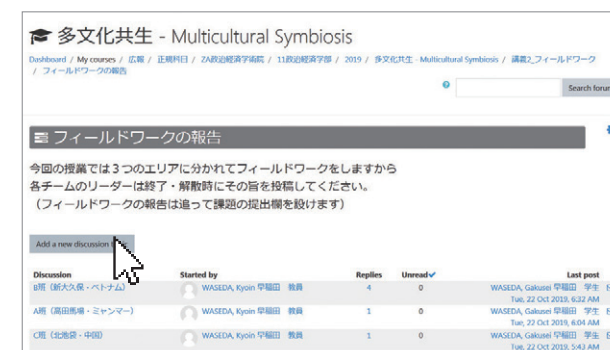 多文化共生 - Multicultural Symbiosis
Dashboard / My courses / 広報 / 正規科目 / 2A政治経済学術院 / 11政治経済学部 / 2019 / 多文化共生 - Multicultural Symbiosis / 講義2_フィールドワーク
/ フィールドワークの報告
Search forum
フィールドワークの報告
今回の授業では３つのエリアに分かれてフィールドワークをしますから
各チームのリーダーは終了・解散時にその旨を投稿してください。
（フィールドワークの報告は追って課題の提出欄を設けます）
Add a new discussion
Discussion Started by Replies Unread Last post
B班（新大久保・ベトナム） WASEDA, Kyoin 早稲田 教員 4 0 WASEDA, Gakusei 早稲田 学生
Tue, 22 Oct 2019, 6:32 AM
A班（高田馬場・ミャンマー） WASEDA, Kyoin 早稲田 教員 1 0 WASEDA, Gakusei 早稲田 学生
Tue, 22 Oct 2019, 6:04 AM
C班（北池袋・中国） WASEDA, Kyoin 早稲田 教員 1 0 WASEDA, Gakusei 早稲田 学生
Tue, 22 Oct 2019, 5:43 AM